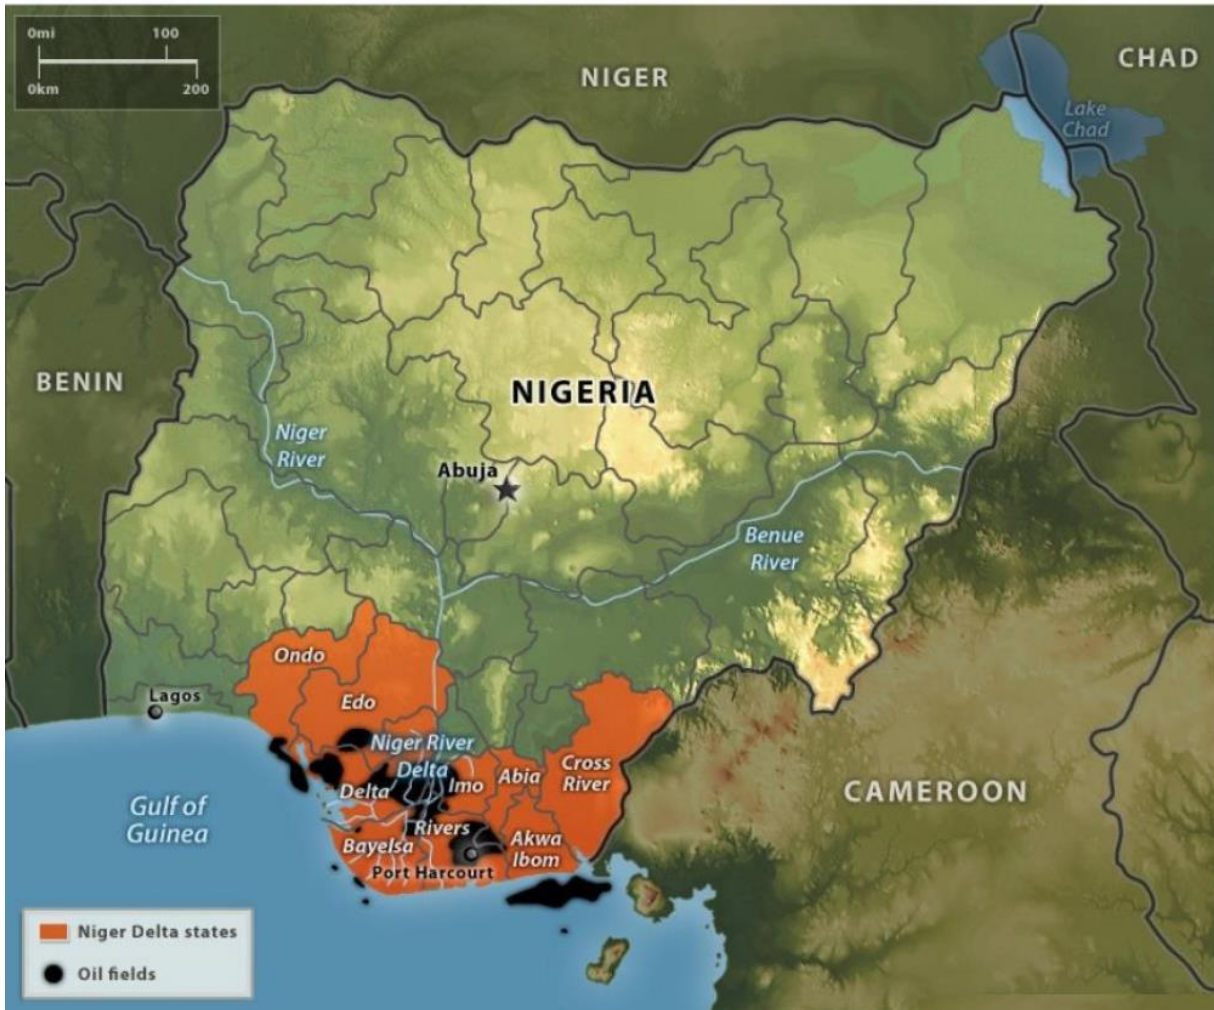 0mi 100
0km 200
NIGER
CHAD
Lake
Chad
BENIN
NIGERIA
Niger
River
Abuja
Benue
River
Ondo
Lagos
Edo
Niger River
Delta
Cross
River
Abia
Imo
Delta
Gulf of
Guinea
CAMEROON
Rivers
Akwa
Ibom
Bayelsa
Port Harcourt
Niger Delta states
Oil fields